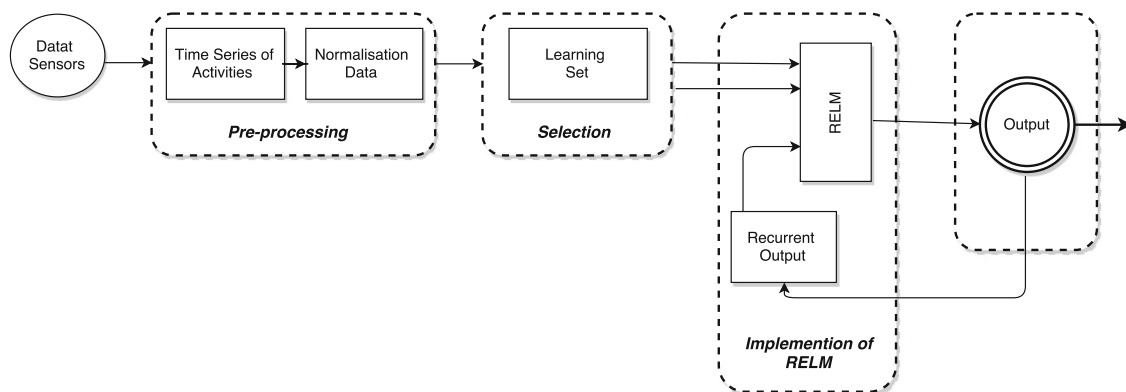 Datat
Sensors
Time Series of
Activities
Normalisation
Data
Pre-processing
Learning
Set
Selection
RELM
Recurrent
Output
Implemention of
RELM
Output